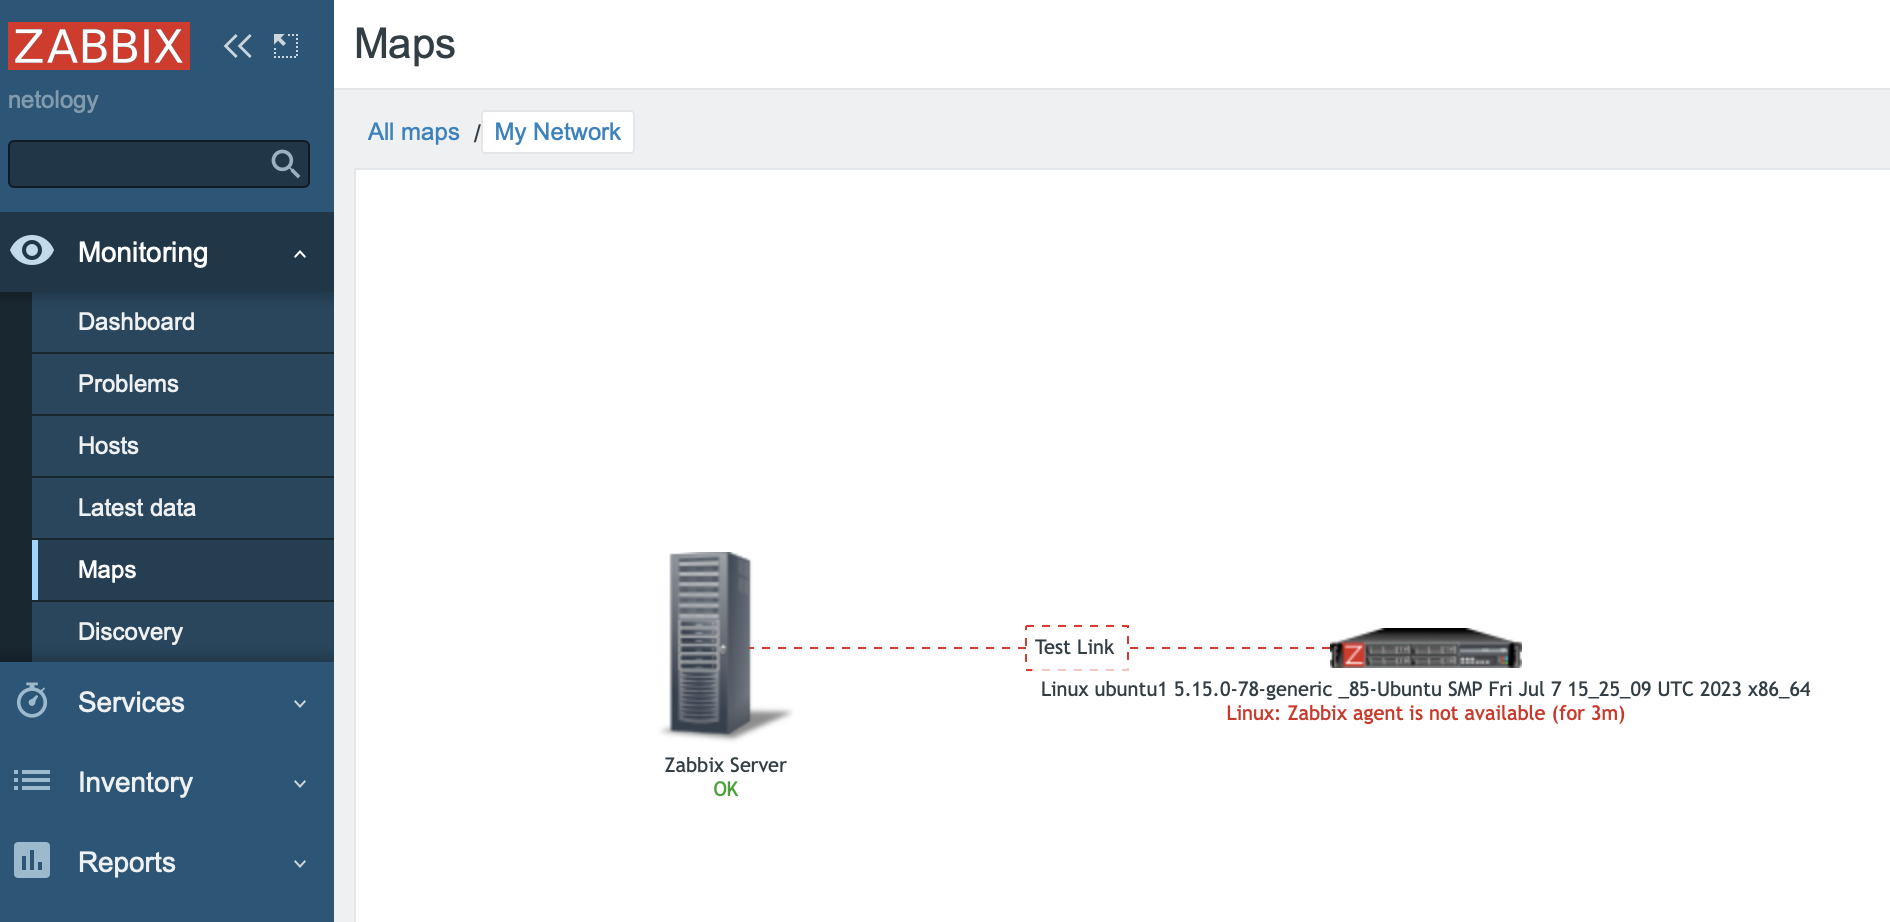 ZABBIX
netology
Monitoring
Dashboard
Problems
Hosts
Latest data
Maps
Discovery
Services
Inventory
Reports
Maps
All maps / My Network
Test Link
Linux ubuntu1 5.15.0-78-generic _85-Ubuntu SMP Fri Jul 7 15_25_09 UTC 2023 x86_64
Linux: Zabbix agent is not available (for 3m)
Z
Zabbix Server
OK